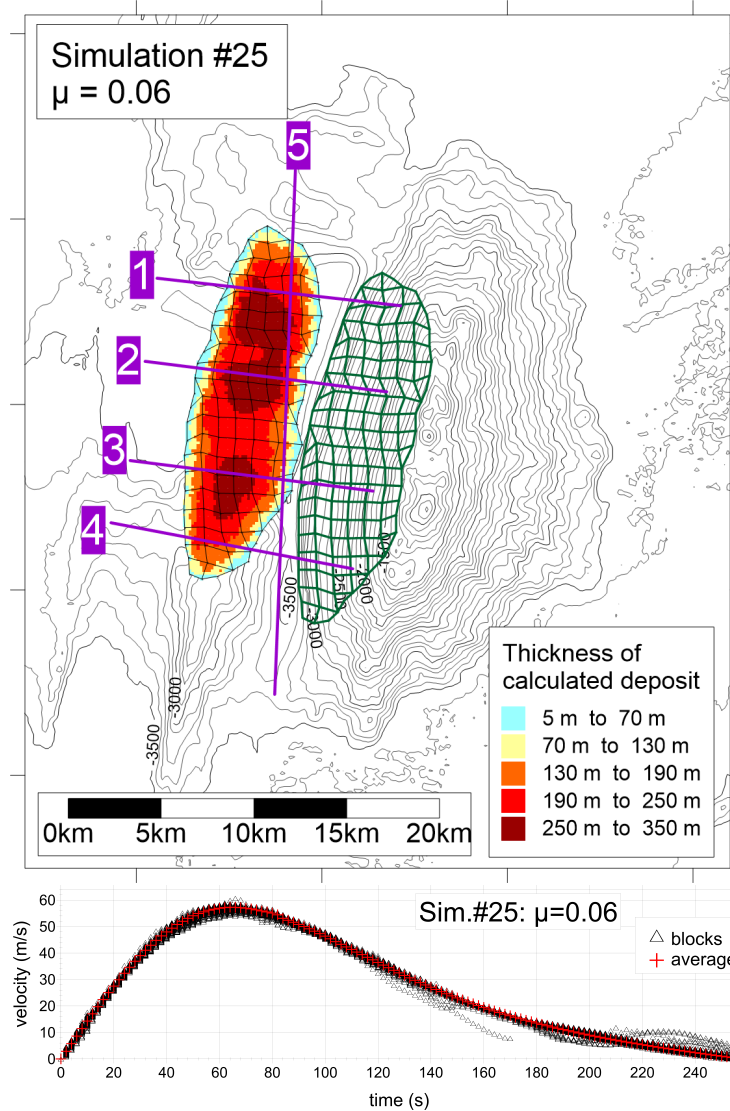 Simulation #25
μ = 0.06
5
1
2
3
4
-3500
-3000
-2500
-2000
-1500
-3000
-3500
Thickness of
calculated deposit
5 m to 70 m
70 m to 130 m
130 m to 190 m
190 m to 250 m
250 m to 350 m
0km 5km 10km 15km 20km
Sim.#25: μ=0.06
blocks
average
velocity (m/s)
60
50
40
30
20
10
0
0 20 40 60 80 100 120 140 160 180 200 220 240
time (s)